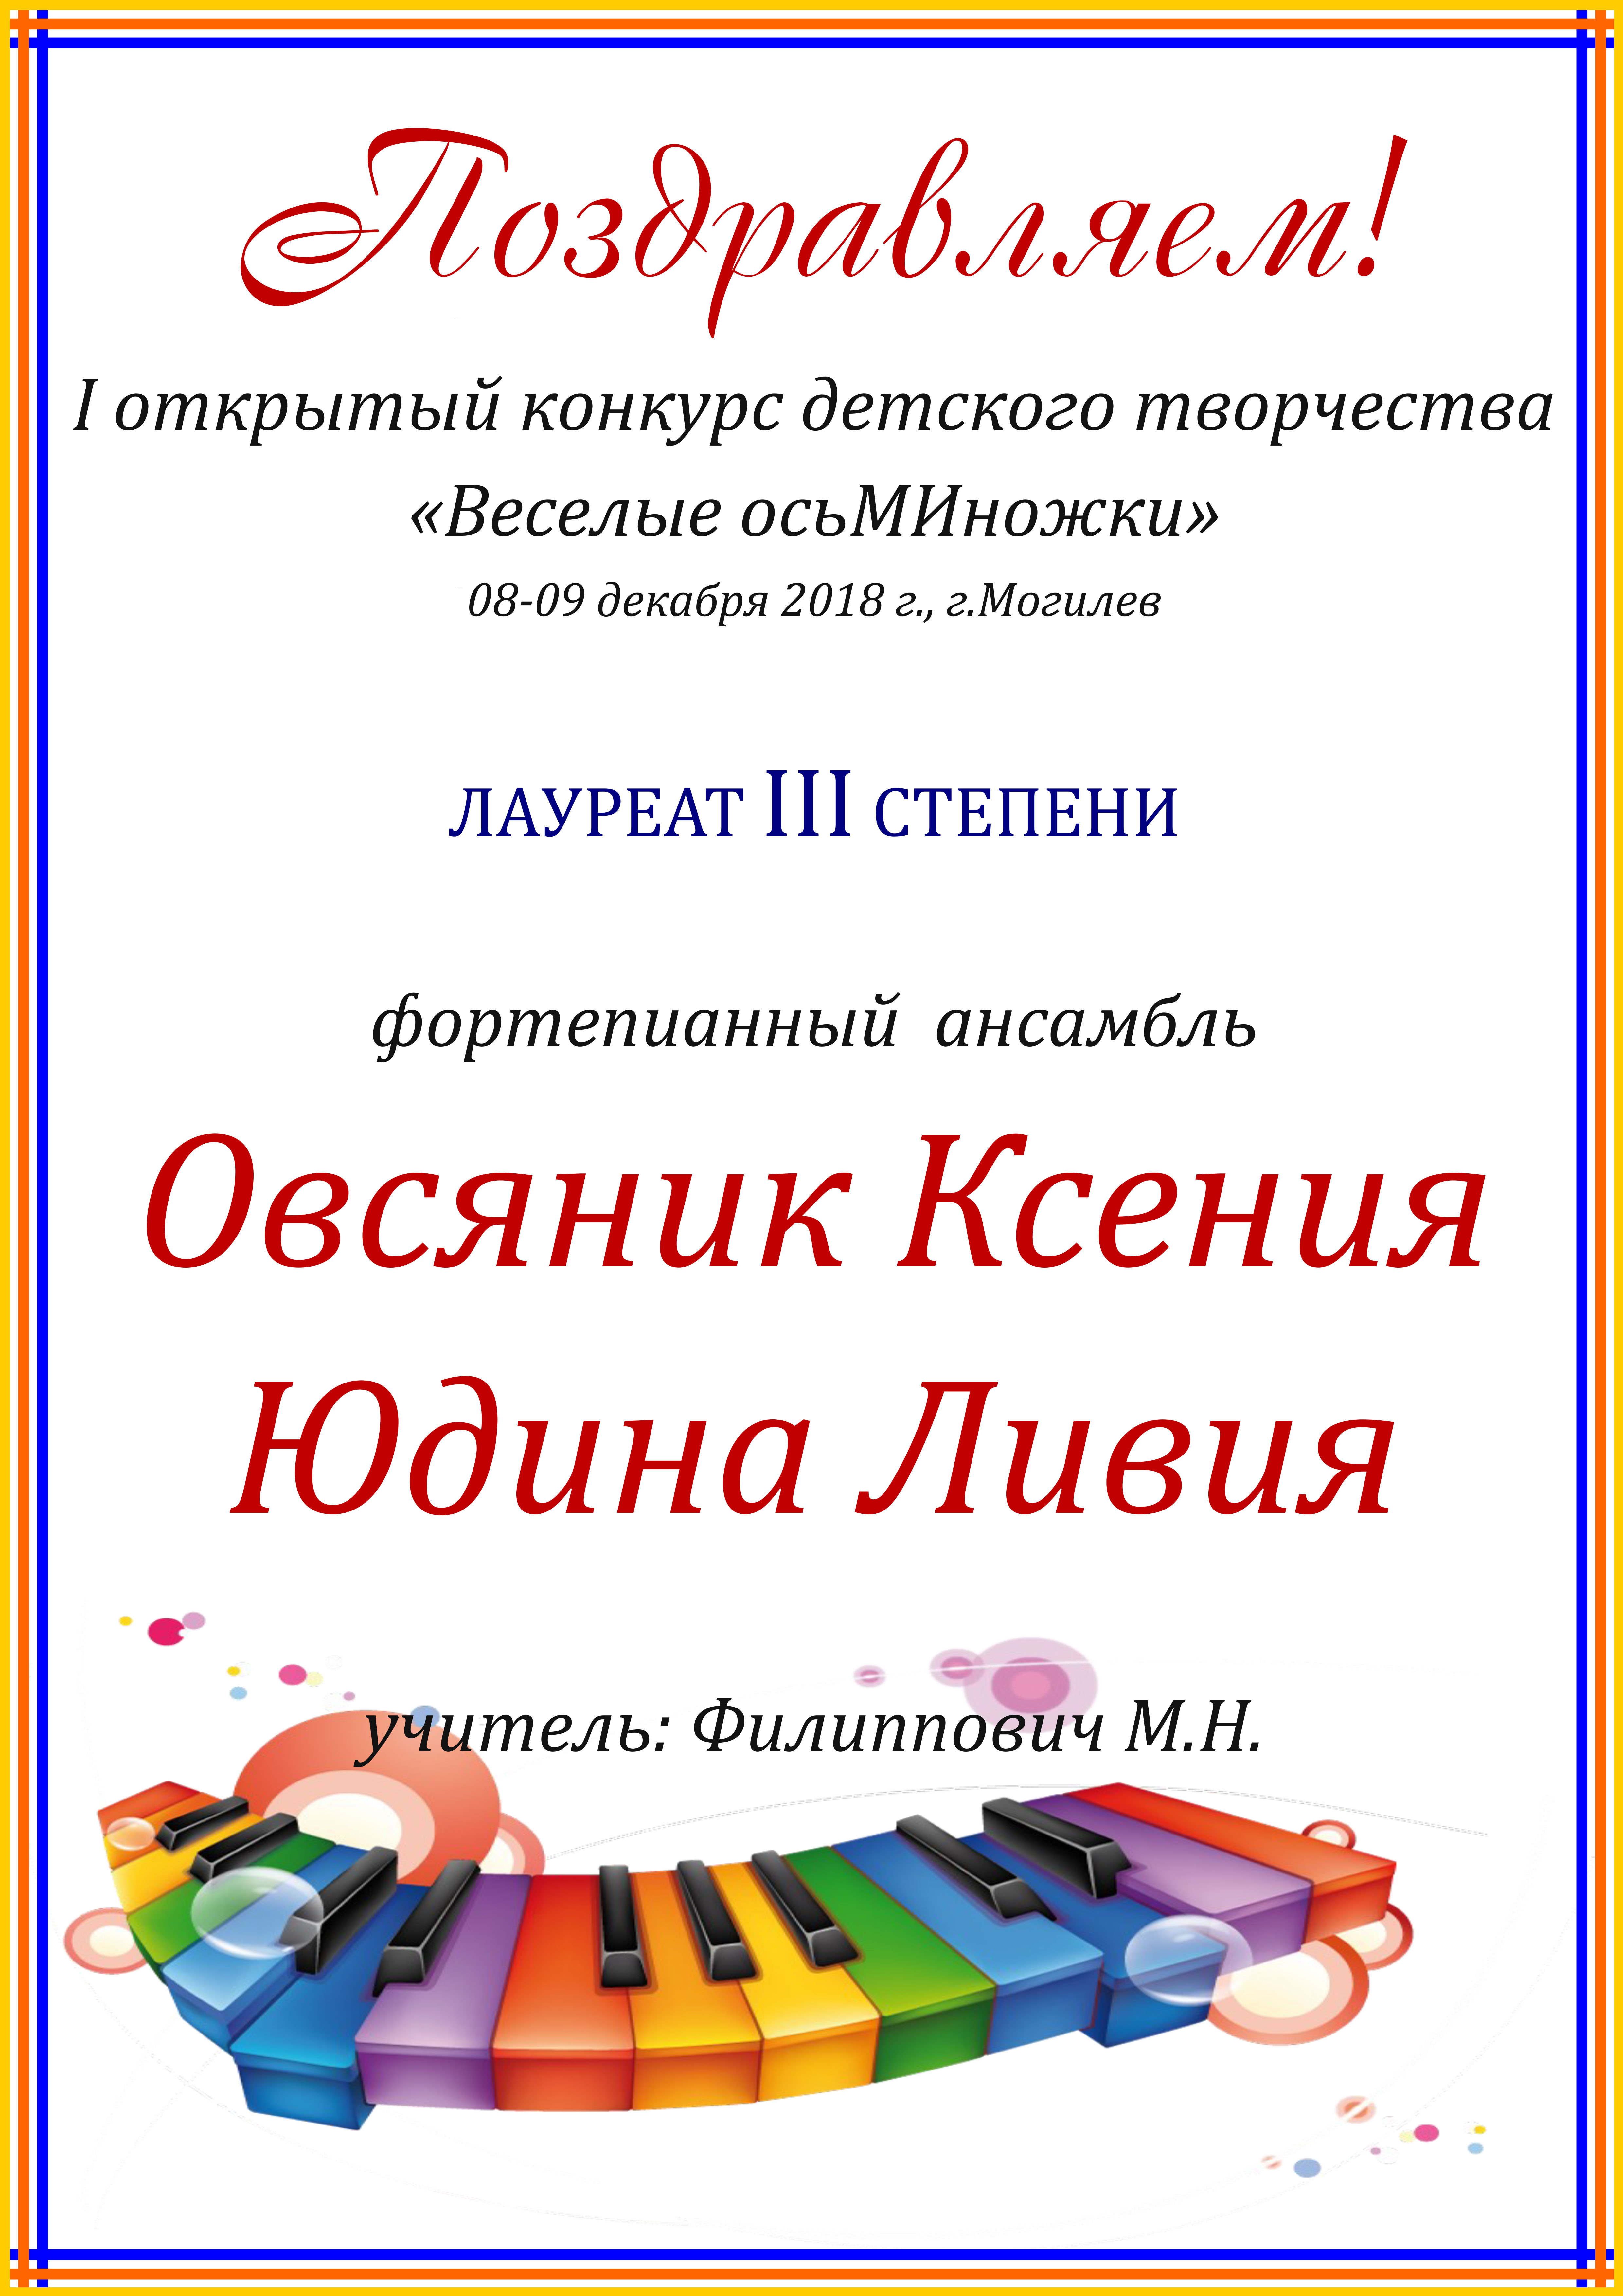 Поздравляем!
I открытый конкурс детского творчества
«Веселые осьМИножки»
08-09 декабря 2018 г., г.Могилев
ЛАУРЕАТ III СТЕПЕНИ
фортепианный ансамбль
Овсяник Ксения
Юдина Ливия
учитель: Филиппович М.Н.